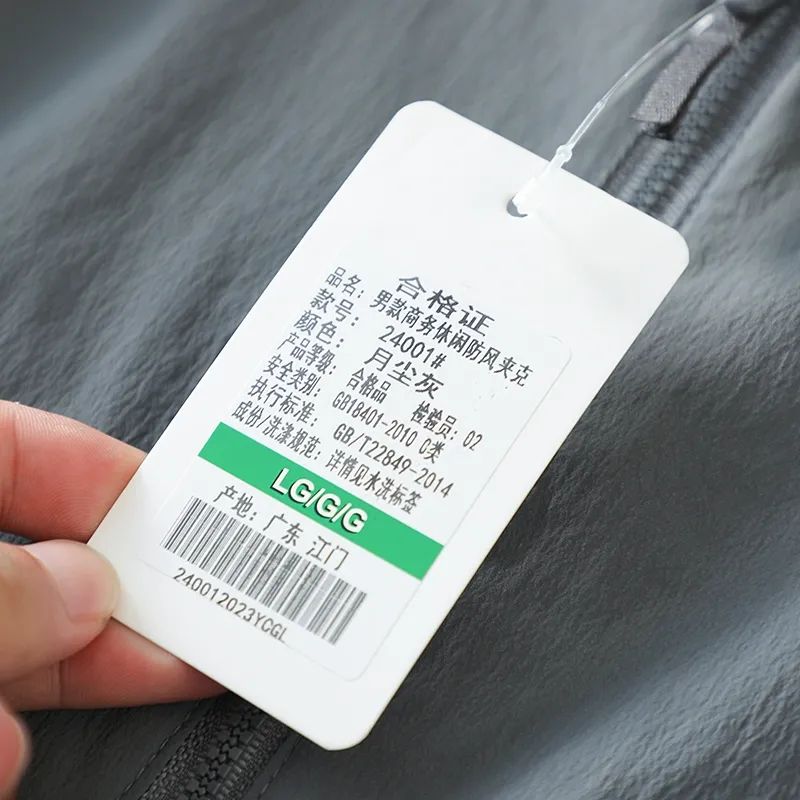 合格证
品名: 男款商务休闲防风夹克
款号: 24001#
颜色: 月尘灰
产品等级: 合格品 检验员: 02
安全类别: GB18401-2010 C类
执行标准: GB/T22849-2014
成份/洗涤规范: 详情见水洗标签
LG/G/G
产地: 广东 江门
240012023YCGL